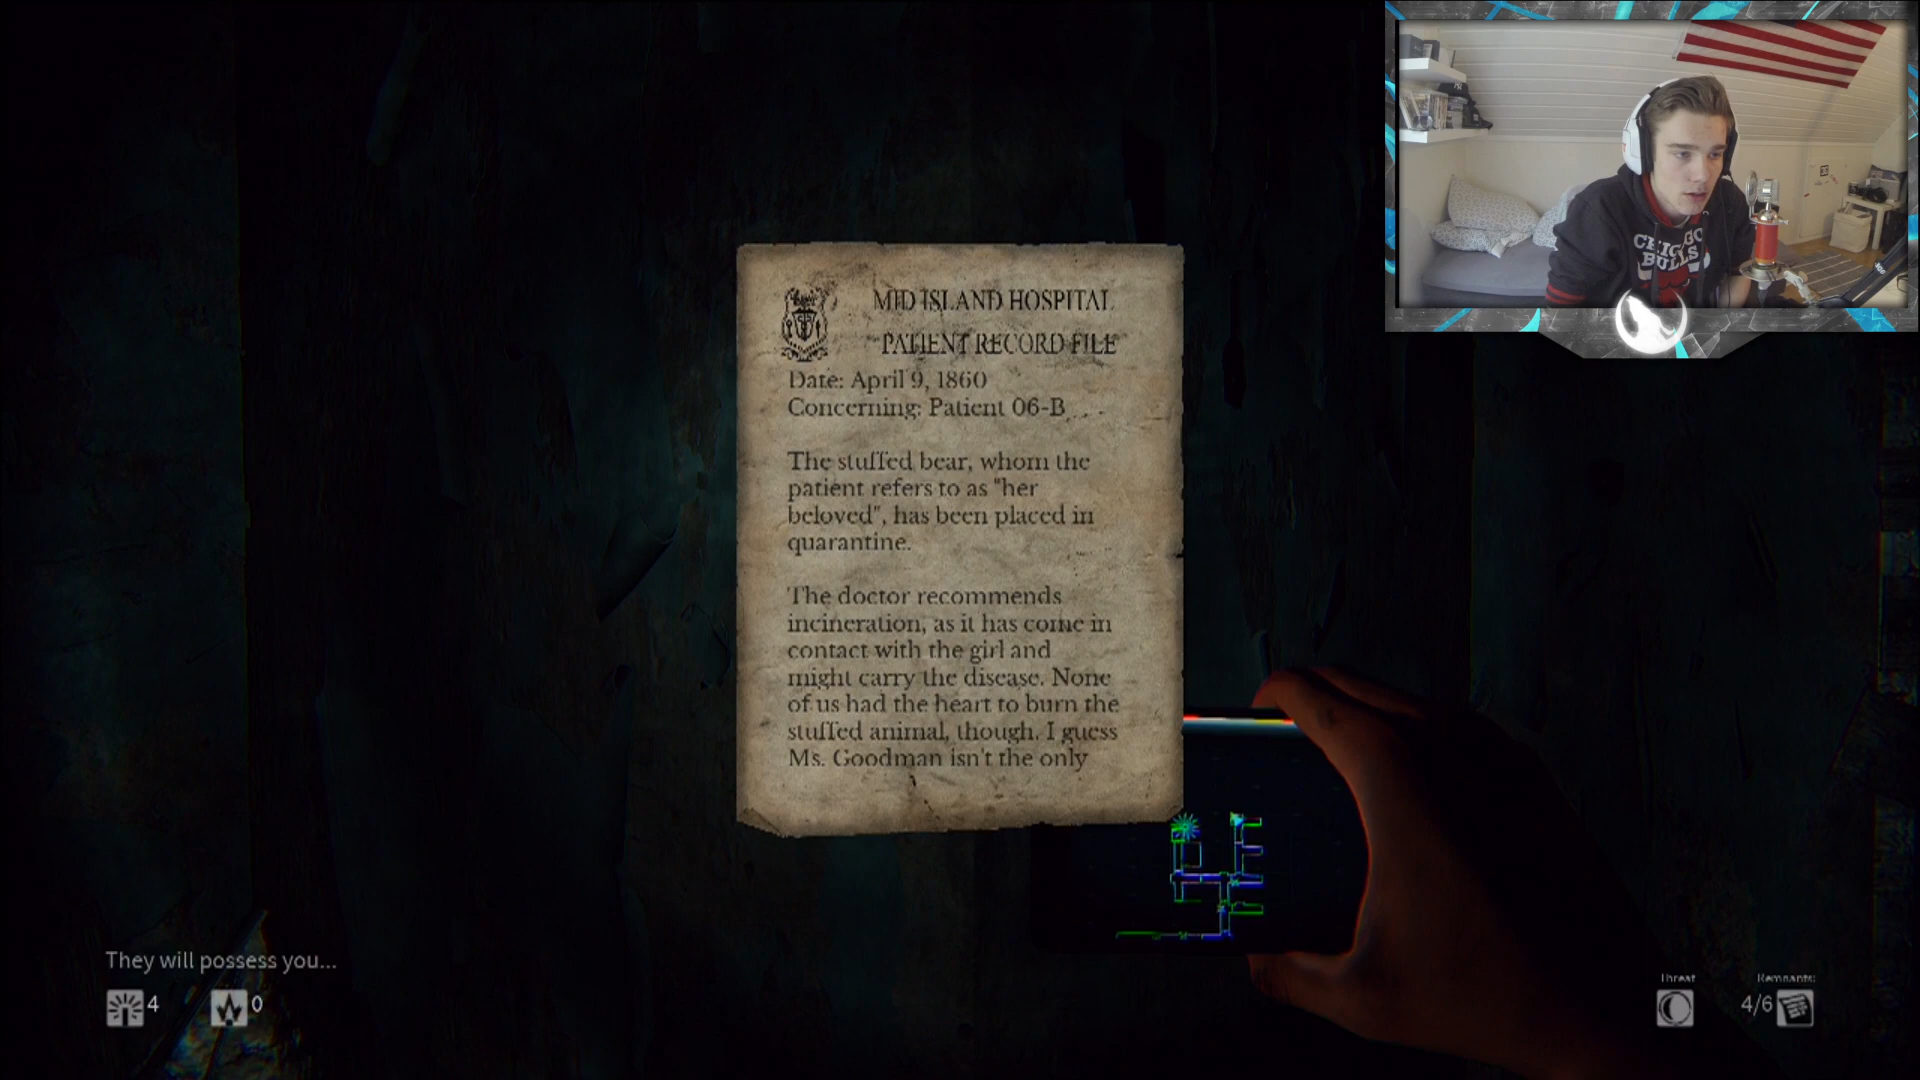 MID ISLAND HOSPITAL
PATIENT RECORD FILE
Date: April 9, 1860
Concerning: Patient 06-B
The stuffed bear, whom the
patient refers to as "her
beloved", has been placed in
quarantine.
The doctor recommends
incineration, as it has come in
contact with the girl and
might carry the disease. None
of us had the heart to burn the
stuffed animal, though. I guess
Ms. Goodman isn't the only
They will possess you...
4
0
Threat
Remnants:
4/6
CHICAGO
BULLS